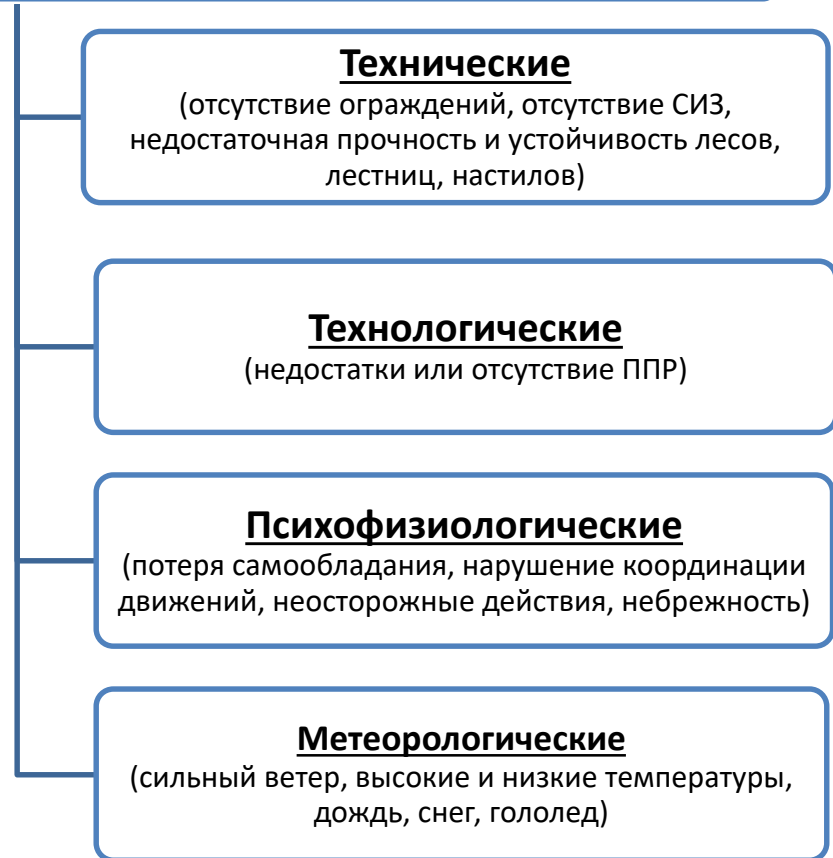 Технические
(отсутствие ограждений, отсутствие СИЗ,
недостаточная прочность и устойчивость лесов,
лестниц, настилов)
Технологические
(недостатки или отсутствие ППР)
Психофизиологические
(потеря самообладания, нарушение координации
движений, неосторожные действия, небрежность)
Метеорологические
(сильный ветер, высокие и низкие температуры,
дождь, снег, гололед)